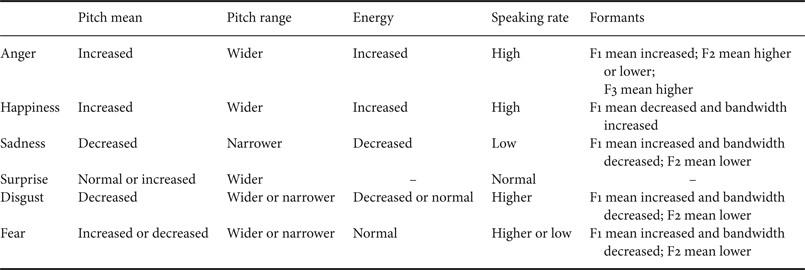 Pitch mean Pitch range Energy Speaking rate Formants
Anger Increased Wider Increased High F1 mean increased; F2 mean higher
or lower;
F3 mean higher
Happiness Increased Wider Increased High F1 mean decreased and bandwidth
increased
Sadness Decreased Narrower Decreased Low F1 mean increased and bandwidth
decreased; F2 mean lower
Surprise Normal or increased Wider – Normal –
Disgust Decreased Wider or narrower Decreased or normal Higher F1 mean increased and bandwidth
decreased; F2 mean lower
Fear Increased or decreased Wider or narrower Normal Higher or low F1 mean increased and bandwidth
decreased; F2 mean lower